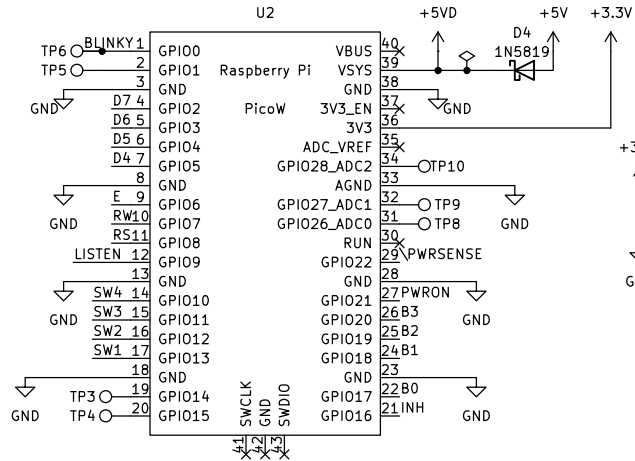 U2 +5VD +5V +3.3V
D4
1N5819
TP6 BLINKY 1 GPIO0 VBUS 40
TP5 2 GPIO1 Raspberry Pi VSYS 39
GND 3 GND GND 38 GND
D7 4 GPIO2 PicoW 3V3_EN 37
D6 5 GPIO3 3V3 36
D5 6 GPIO4 ADC_VREF 35 +3
D4 7 GPIO5 GPIO28_ADC2 34 TP10
8 GND AGND 33
GND E 9 GPIO6 GPIO27_ADC1 32 TP9 GND
RW 10 GPIO7 GPIO26_ADC0 31 TP8
RS 11 GPIO8 RUN 30
LISTEN 12 GPIO9 GPIO22 29 PWRSENSE
13 GND GND 28 G
GND SW4 14 GPIO10 GPIO21 27 PWRON GND
SW3 15 GPIO11 GPIO20 26 B3
SW2 16 GPIO12 GPIO19 25 B2
SW1 17 GPIO13 GPIO18 24 B1
18 GND GND 23
GND TP3 19 GPIO14 GPIO17 22 B0 GND
TP4 20 GPIO15 GPIO16 21 INH
SWCLK GND SWDIO
41 42 43